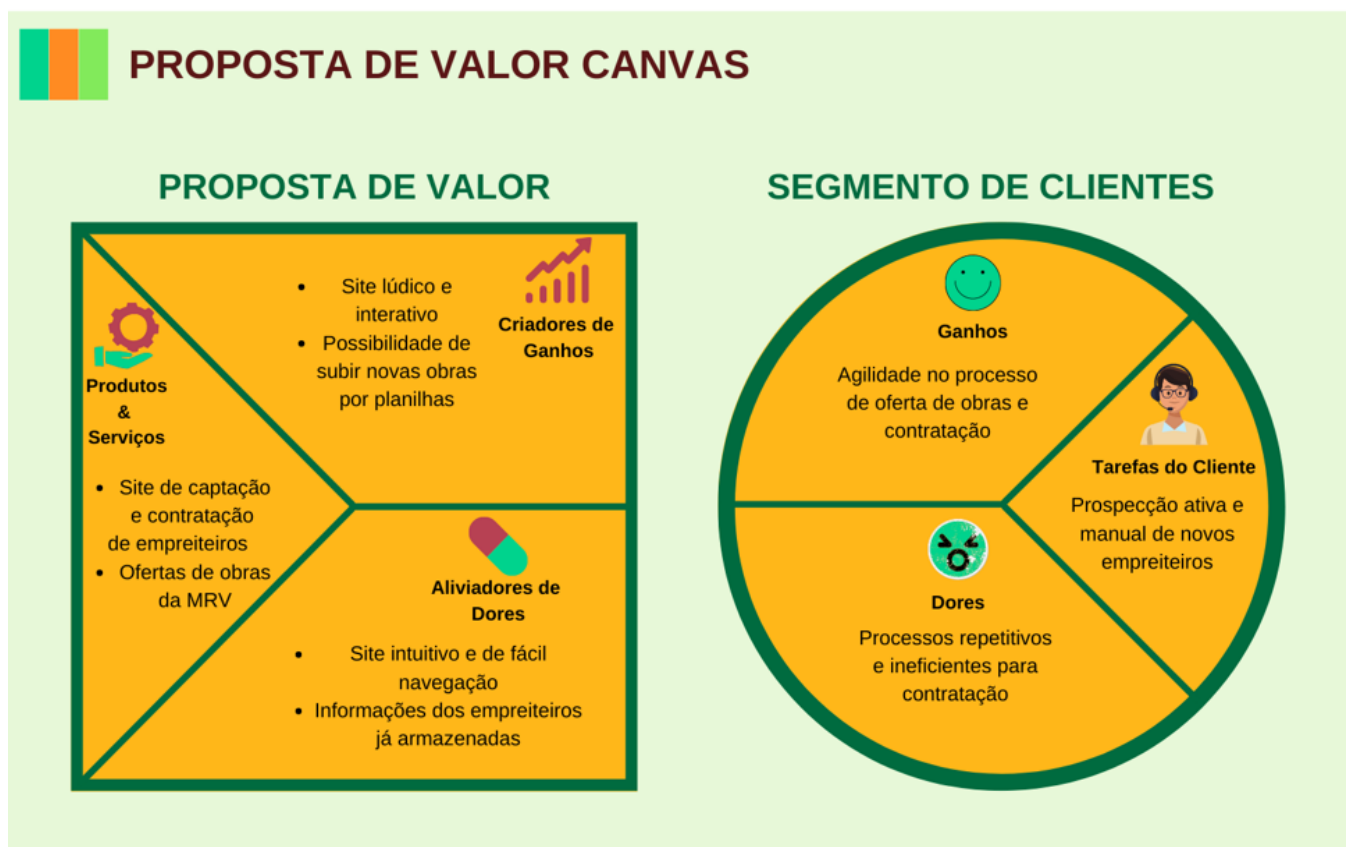 PROPOSTA DE VALOR CANVAS
PROPOSTA DE VALOR
Produtos
&
Serviços
• Site de captação
e contratação
de empreiteiros
• Ofertas de obras
da MRV
• Site lúdico e
interativo
• Possibilidade de
subir novas obras
por planilhas
Criadores de
Ganhos
Aliviadores de
Dores
• Site intuitivo e de fácil
navegação
• Informações dos empreiteiros
já armazenadas
SEGMENTO DE CLIENTES
Ganhos
Agilidade no processo
de oferta de obras e
contratação
Tarefas do Cliente
Prospecção ativa e
manual de novos
empreiteiros
Dores
Processos repetitivos
e ineficientes para
contratação